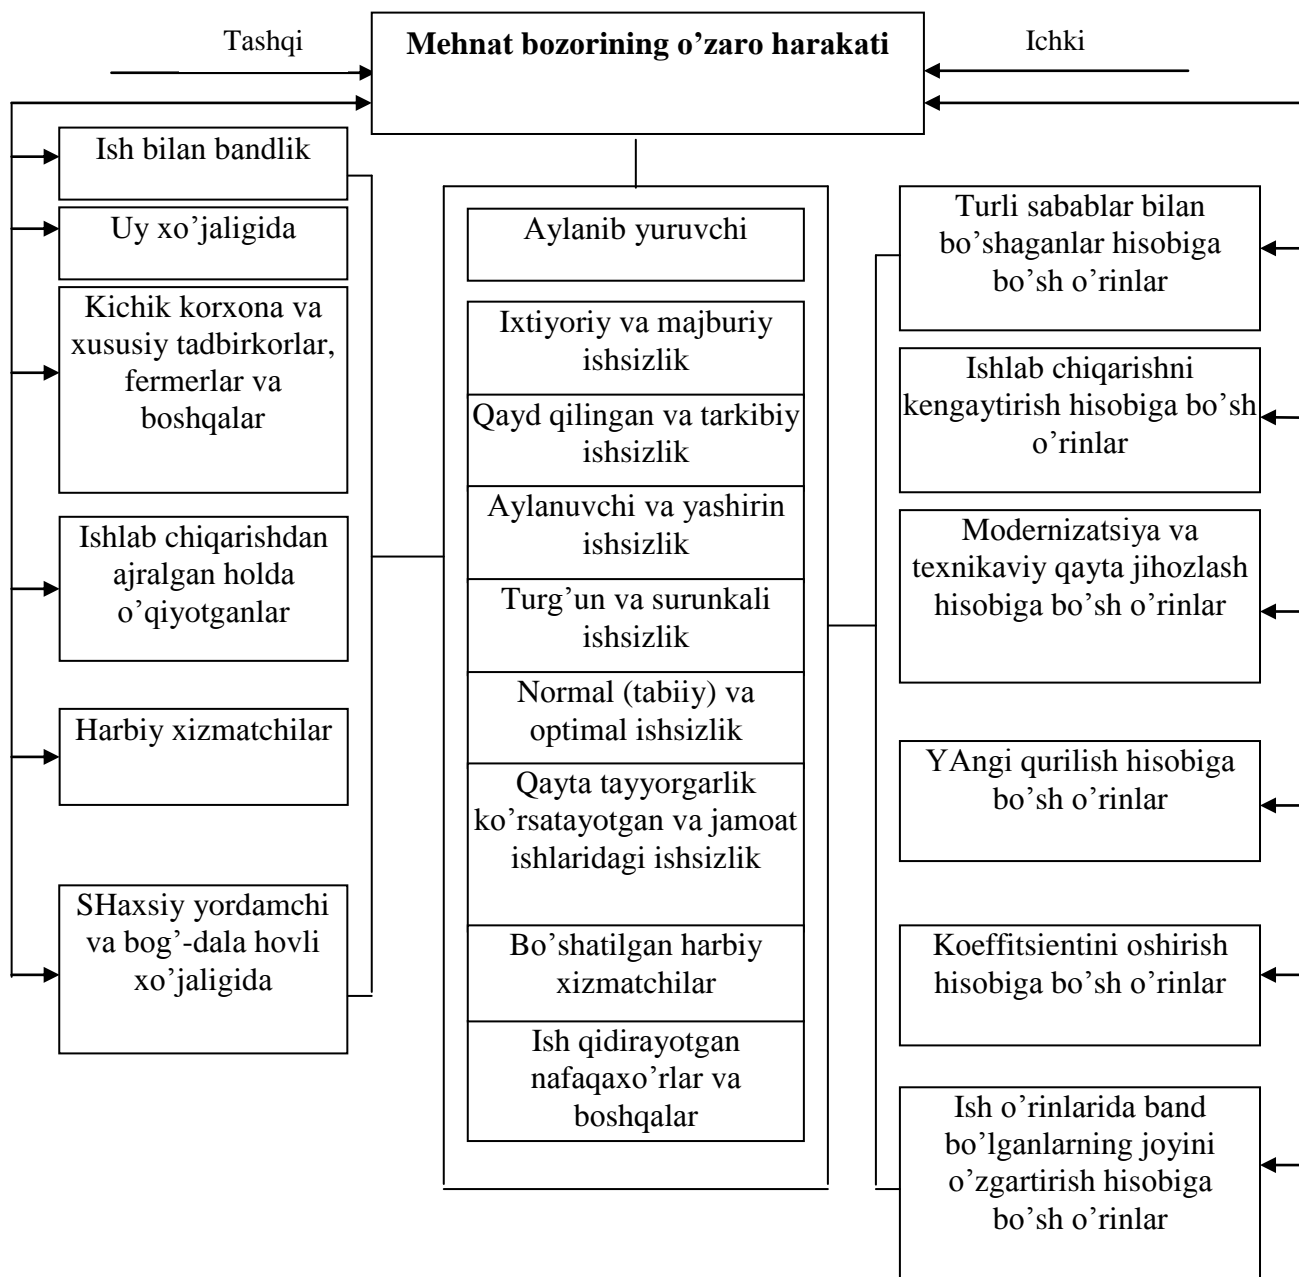 Tashqi
Mehnat bozorining o’zaro harakati
Ichki
Ish bilan bandlik
Uy xo’jaligida
Kichik korxona va
xususiy tadbirkorlar,
fermerlar va
boshqalar
Ishlab chiqarishdan
ajralgan holda
o’qiyotganlar
Harbiy xizmatchilar
SHaxsiy yordamchi
va bog’-dala hovli
xo’jaligida
Aylanib yuruvchi
Ixtiyoriy va majburiy
ishsizlik
Qayd qilingan va tarkibiy
ishsizlik
Aylanuvchi va yashirin
ishsizlik
Turg’un va surunkali
ishsizlik
Normal (tabiiy) va
optimal ishsizlik
Qayta tayyorgarlik
ko’rsatayotgan va jamoat
ishlaridagi ishsizlik
Bo’shatilgan harbiy
xizmatchilar
Ish qidirayotgan
nafaqaxo’rlar va
boshqalar
Turli sabablar bilan
bo’shaganlar hisobiga
bo’sh o’rinlar
Ishlab chiqarishni
kengaytirish hisobiga bo’sh
o’rinlar
Modernizatsiya va
texnikaviy qayta jihozlash
hisobiga bo’sh o’rinlar
YAngi qurilish hisobiga
bo’sh o’rinlar
Koeffitsientini oshirish
hisobiga bo’sh o’rinlar
Ish o’rinlarida band
bo’lganlarning joyini
o’zgartirish hisobiga
bo’sh o’rinlar